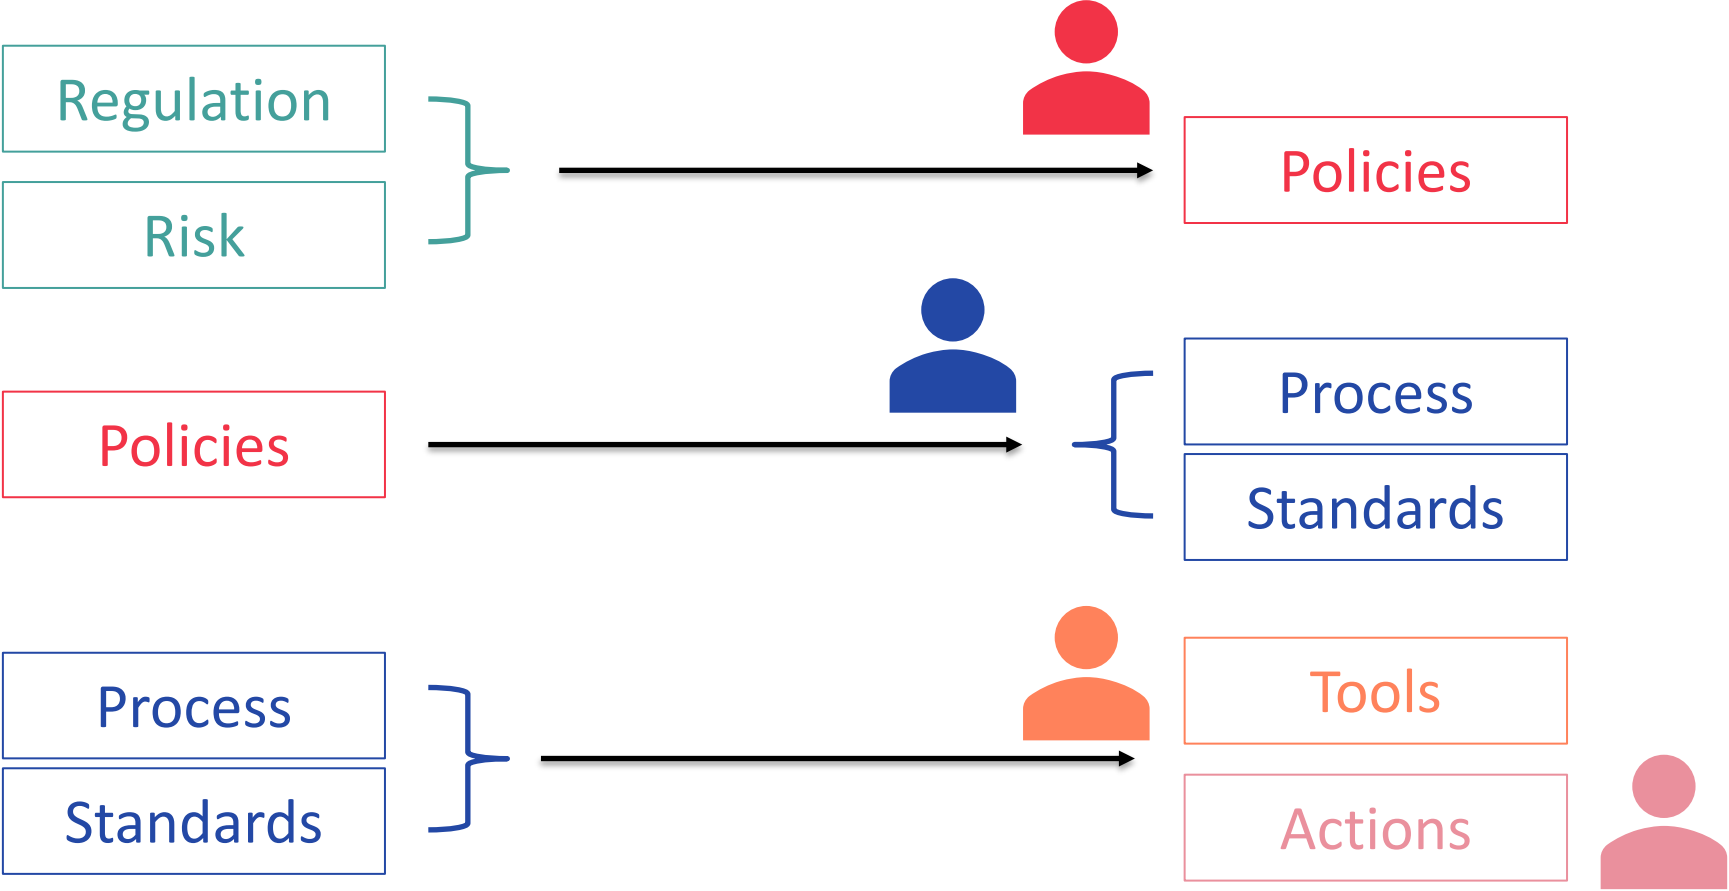 Regulation
Risk
Policies
Policies
Process
Standards
Process
Standards
Tools
Actions